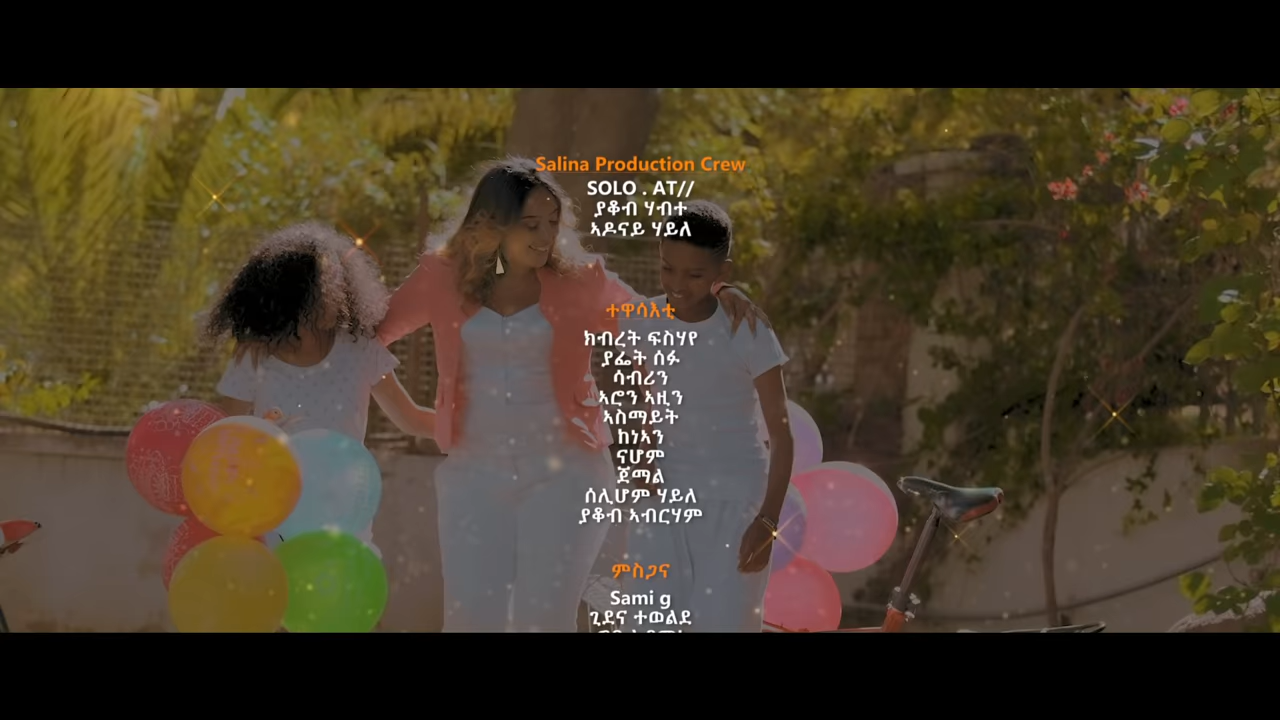 Salina Production Crew
SOLO . AT//
ያቆብ ሃብተ
ኣዶናይ ሃይለ
ተዋሳእቲ
ክብረት ፍስሃየ
ያፌት ሰፉ
ሳብሪን
ኣሮን ኣዚን
ኣስማይት
ከነኣን
ናሆም
ጀማል
ሰሊሆም ሃይለ
ያቆብ ኣብርሃም
ምስጋና
Sami g
ጊደና ተወልደ